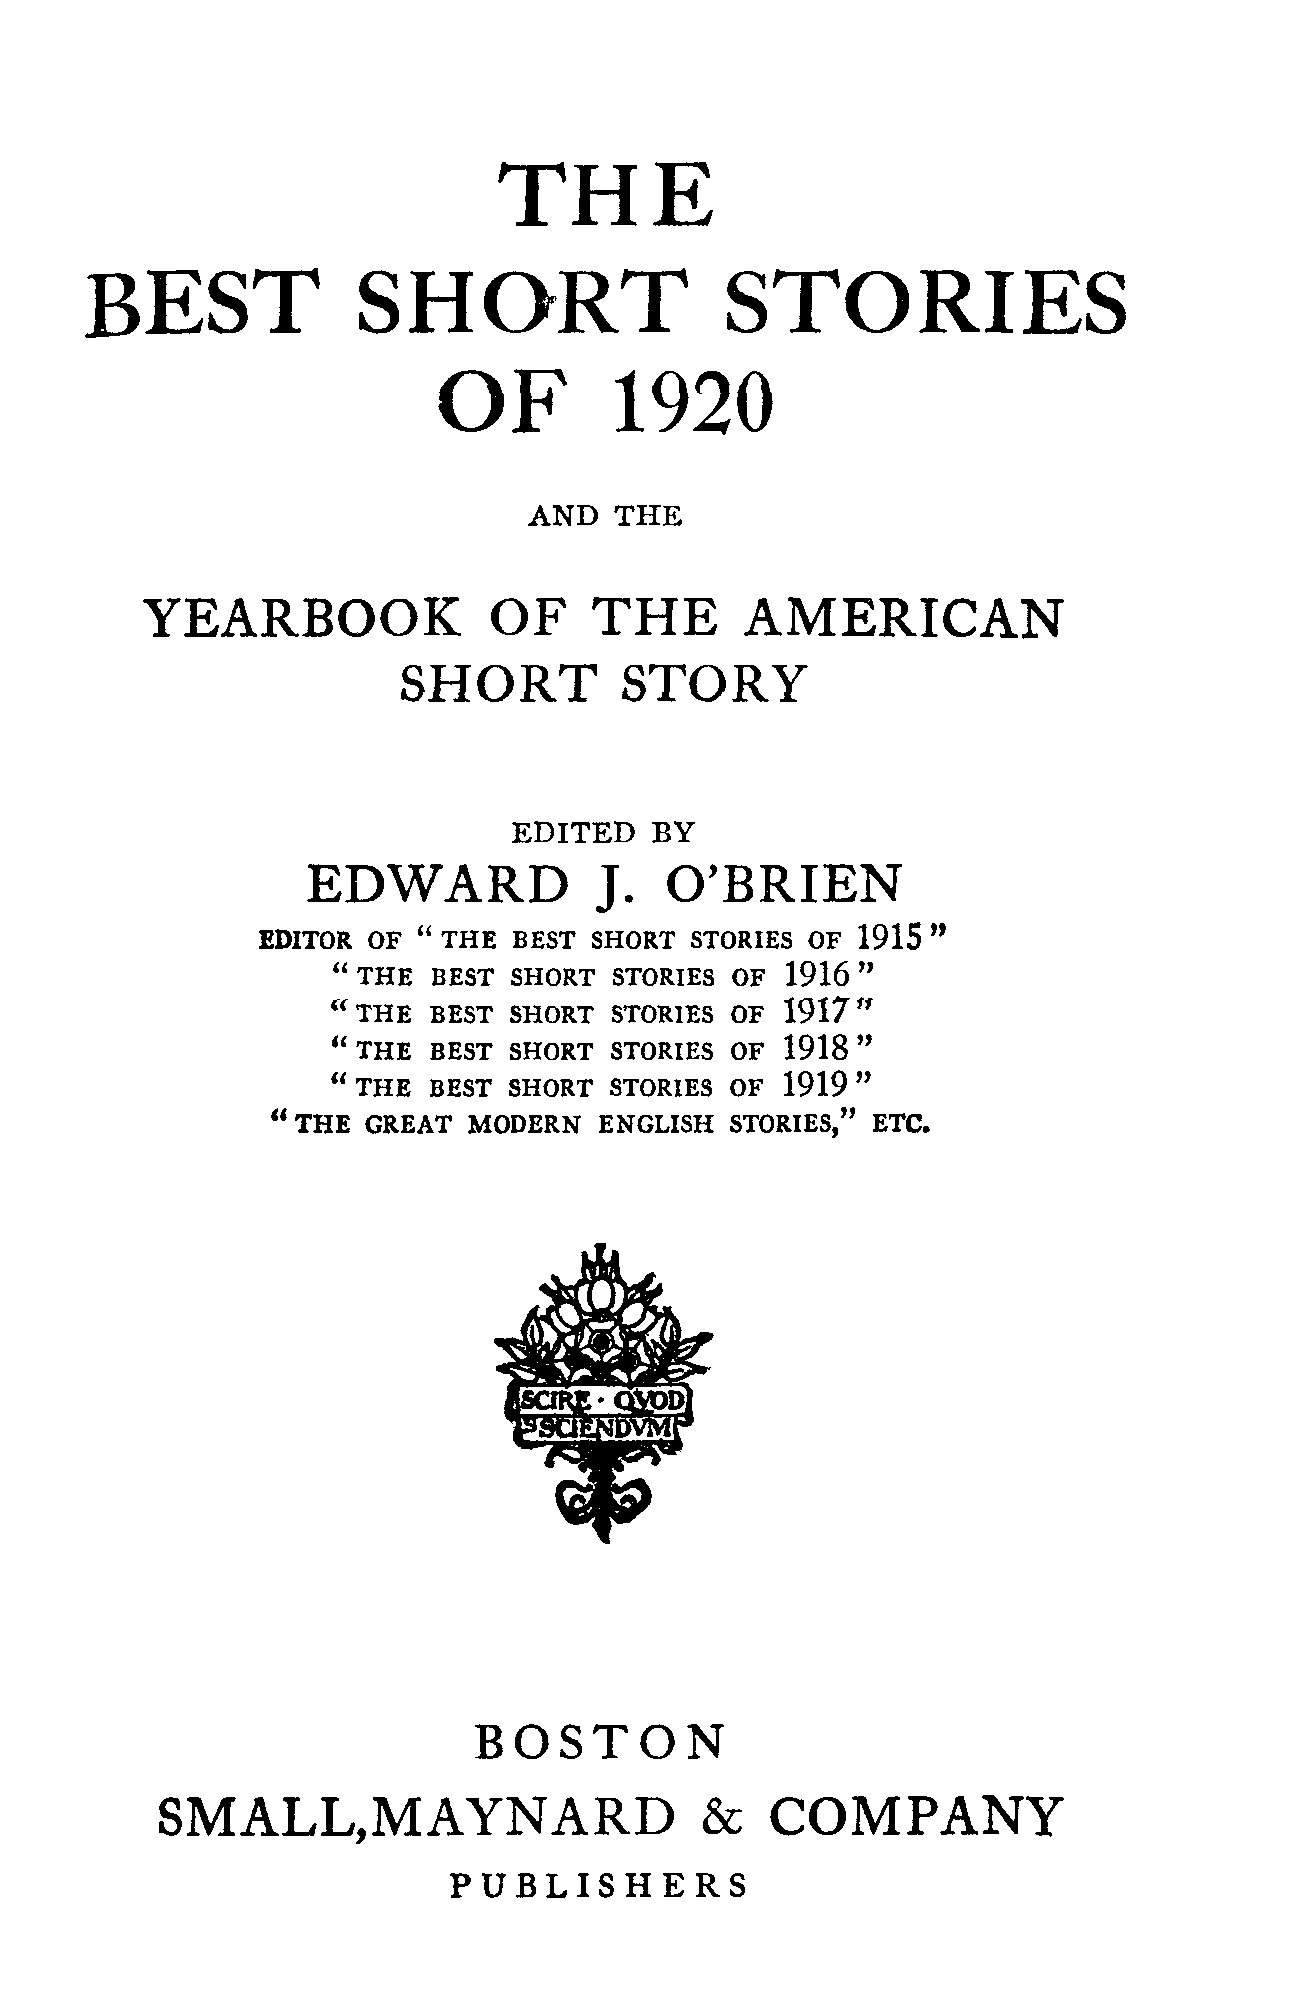 THE
BEST SHORT STORIES
OF 1920
AND THE
YEARBOOK OF THE AMERICAN
SHORT STORY
EDITED BY
EDWARD J. O'BRIEN
EDITOR OF “THE BEST SHORT STORIES OF 1915”
“THE BEST SHORT STORIES OF 1916”
“THE BEST SHORT STORIES OF 1917”
“THE BEST SHORT STORIES OF 1918”
“THE BEST SHORT STORIES OF 1919”
“THE GREAT MODERN ENGLISH STORIES,” ETC.
SCIRE · QVOD
SCIENDVM
BOSTON
SMALL, MAYNARD & COMPANY
PUBLISHERS